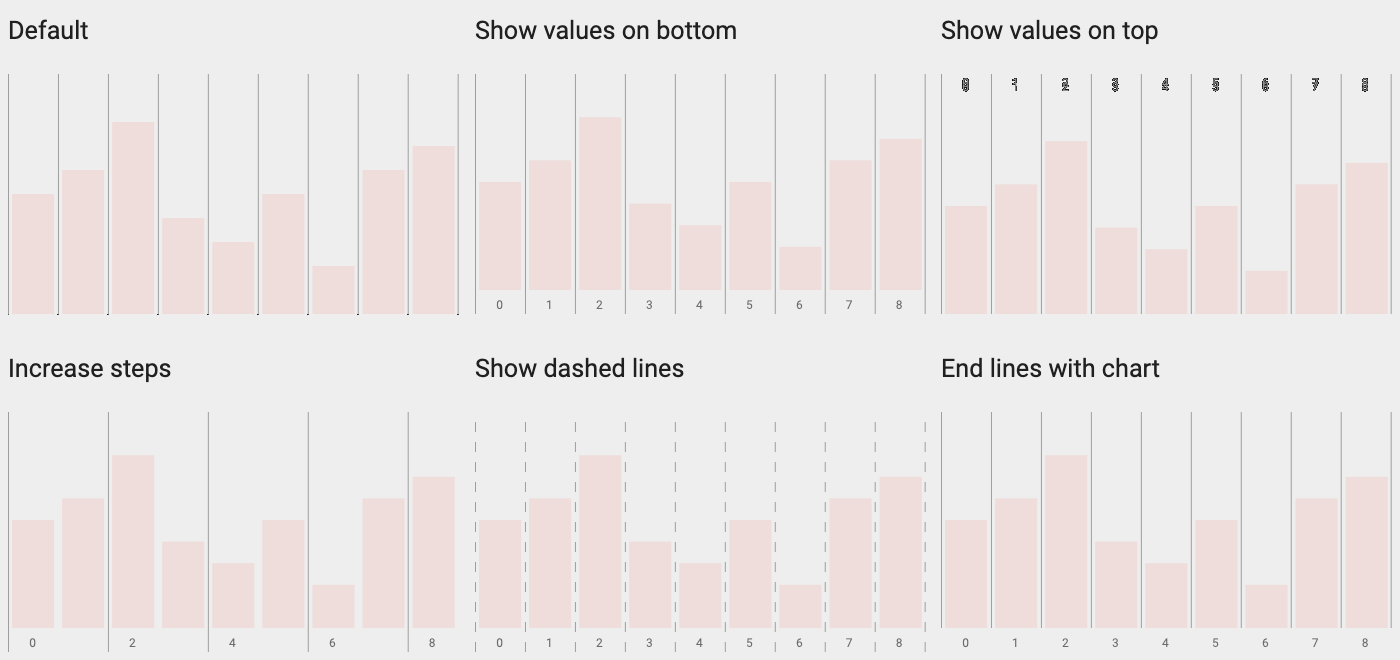 Default
Show values on bottom
Show values on top
0 1 2 3 4 5 6 7 8
Increase steps
Show dashed lines
End lines with chart
0 2 4 6 8
0 1 2 3 4 5 6 7 8
0 1 2 3 4 5 6 7 8